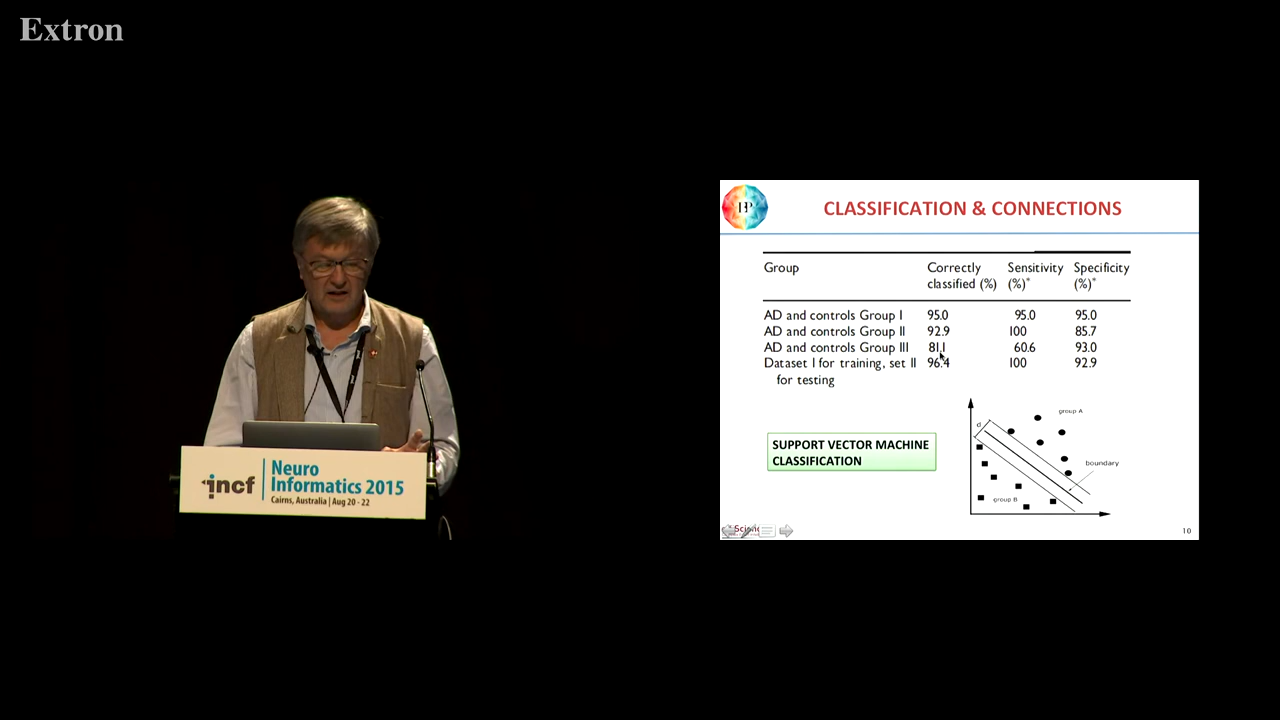 Extron
CLASSIFICATION & CONNECTIONS
Group Correctly classified (%) Sensitivity (%)* Specificity (%)*
AD and controls Group I 95.0 95.0 95.0
AD and controls Group II 92.9 100 85.7
AD and controls Group III 81.1 60.6 93.0
Dataset I for training, set II 96.4 100 92.9
for testing
SUPPORT VECTOR MACHINE
CLASSIFICATION
group A
d
boundary
group B
10
incf
Neuro
Informatics 2015
Cairns, Australia | Aug 20 - 22